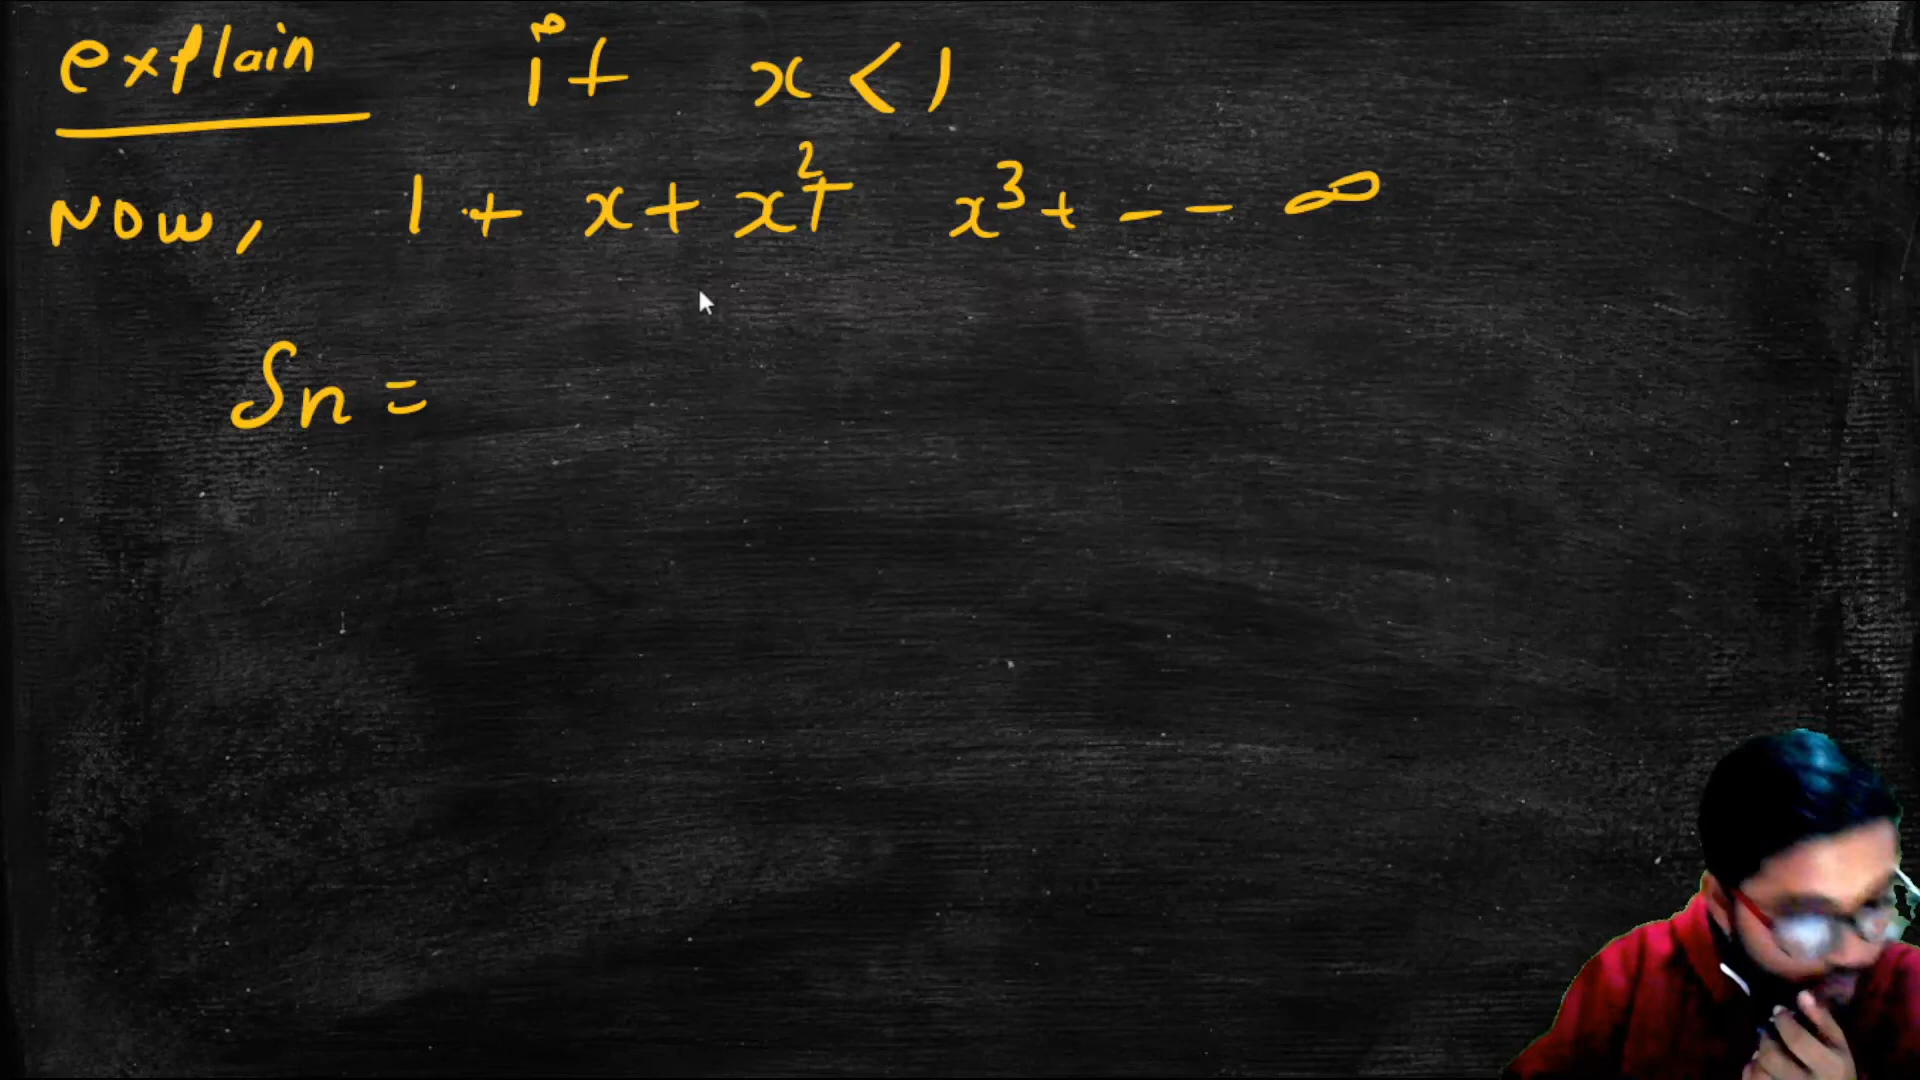 explain if x < 1
NOW, 1 + x + x² + x³ + - - ∞
Sn =